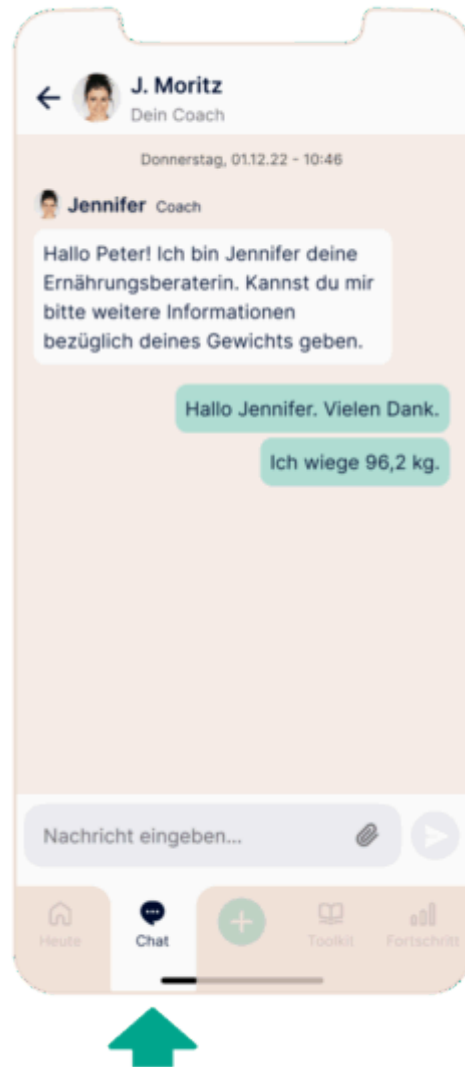 J. Moritz
Dein Coach
Donnerstag, 01.12.22 - 10:46
Jennifer Coach
Hallo Peter! Ich bin Jennifer deine
Ernährungsberaterin. Kannst du mir
bitte weitere Informationen
bezüglich deines Gewichts geben.
Hallo Jennifer. Vielen Dank.
Ich wiege 96,2 kg.
Nachricht eingeben...
Heute Chat Toolkit Fortschritt